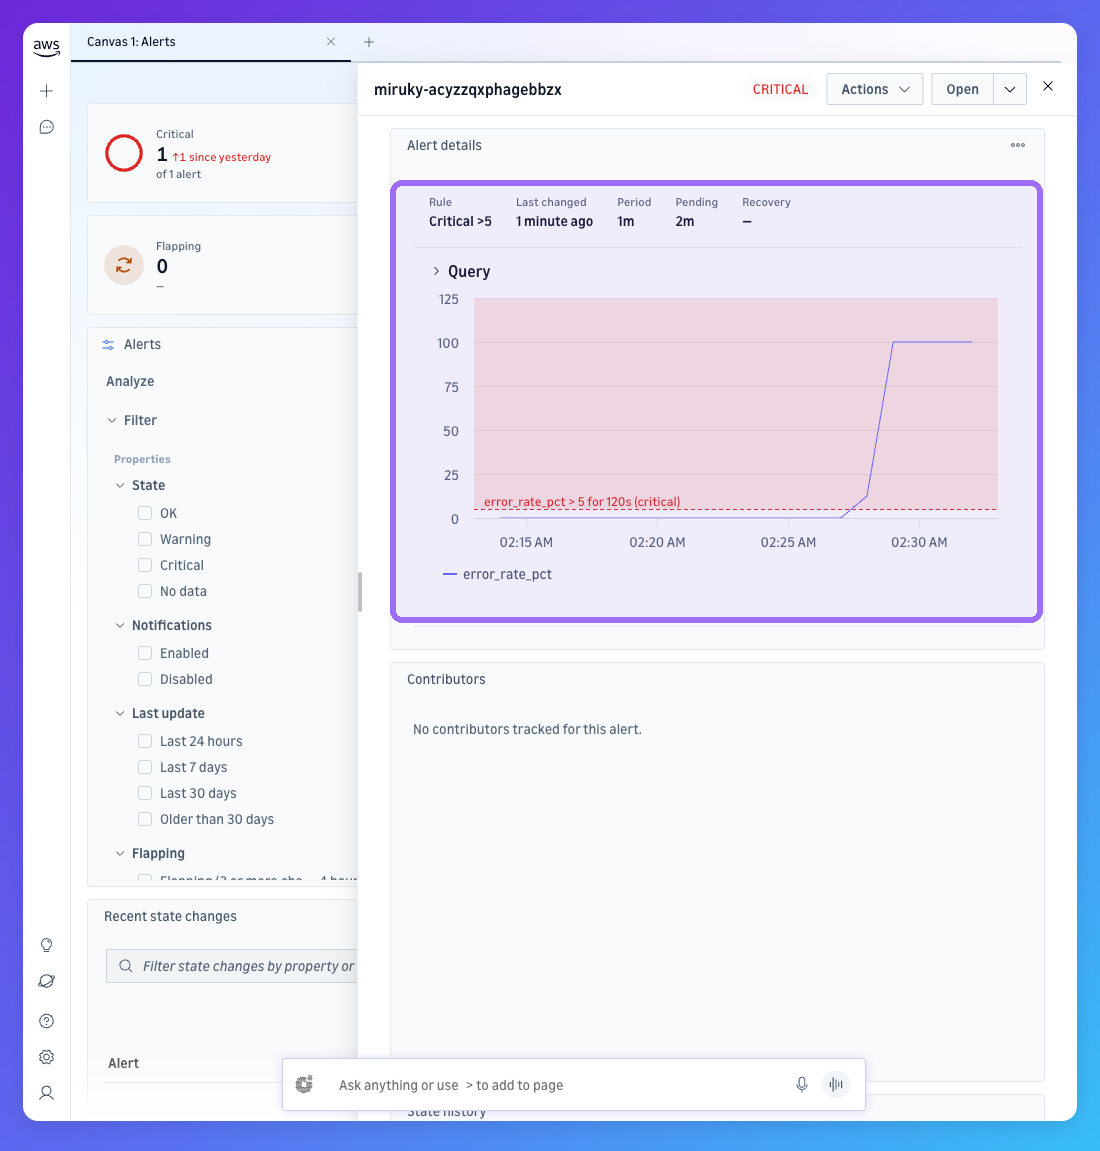 aws
Canvas 1: Alerts
miruky-acyzzqxphagebbzx
CRITICAL
Actions
Open
Critical
1 ↑1 since yesterday
of 1 alert
Flapping
0
–
Alerts
Analyze
Filter
Properties
State
OK
Warning
Critical
No data
Notifications
Enabled
Disabled
Last update
Last 24 hours
Last 7 days
Last 30 days
Older than 30 days
Flapping
Recent state changes
Filter state changes by property or
Alert
Alert details
Rule Last changed Period Pending Recovery
Critical >5 1 minute ago 1m 2m –
Query
125
100
75
50
25
0
error_rate_pct > 5 for 120s (critical)
02:15 AM 02:20 AM 02:25 AM 02:30 AM
error_rate_pct
Contributors
No contributors tracked for this alert.
State history
Ask anything or use > to add to page